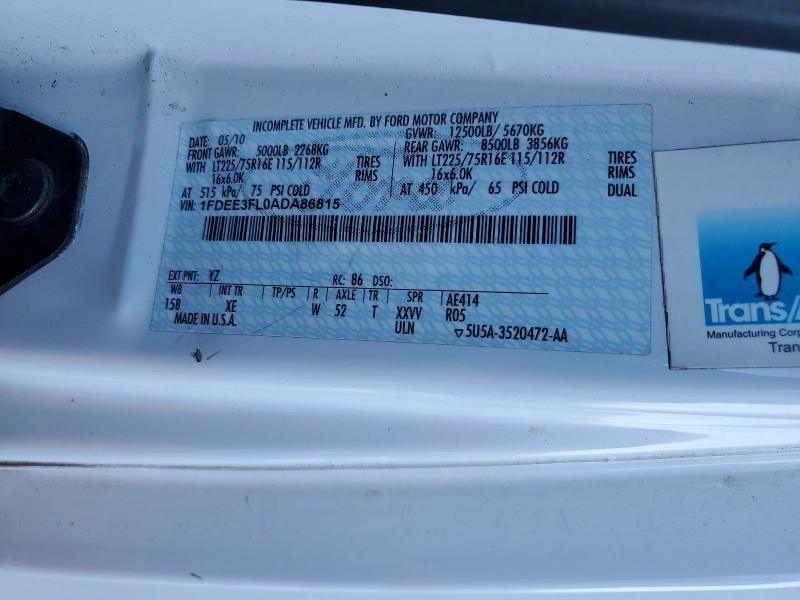 INCOMPLETE VEHICLE MFD. BY FORD MOTOR COMPANY
DATE: 05/10 GVWR: 12500LB/ 5670KG
FRONT GAWR: 5000LB 2268KG REAR GAWR: 8500LB 3856KG
WITH LT225/75R16E 115/112R WITH LT225/75R16E 115/112R TIRES
16x6.0K RIMS 16x6.0K RIMS
AT 515 kPa/ 75 PSI COLD AT 450 kPa/ 65 PSI COLD DUAL
VIN: 1FDEE3FL0ADA86815
EXT PNT: YZ RC: 86 DSO:
WB INT TR TP/PS R AXLE TR SPR AE414
158 XE W 52 T XXVV R05
MADE IN U.S.A. ULN ▽5U5A-3520472-AA
Trans/
Manufacturing Corp
Tran